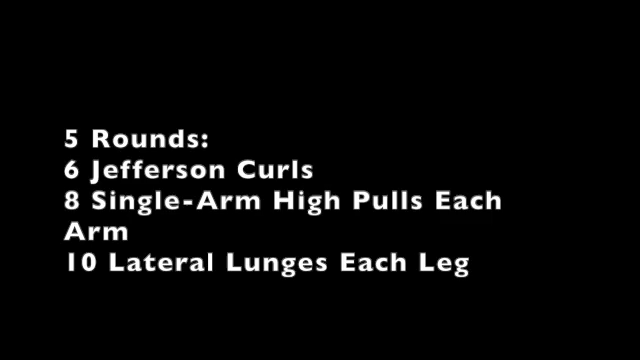 5 Rounds:
6 Jefferson Curls
8 Single-Arm High Pulls Each
Arm
10 Lateral Lunges Each Leg